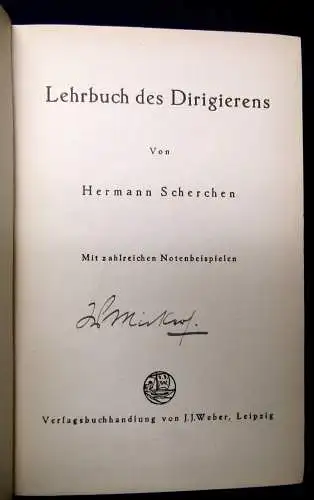 Lehrbuch des Dirigierens
Von
Hermann Scherchen
Mit zahlreichen Notenbeispielen
Verlagsbuchhandlung von J.J. Weber, Leipzig